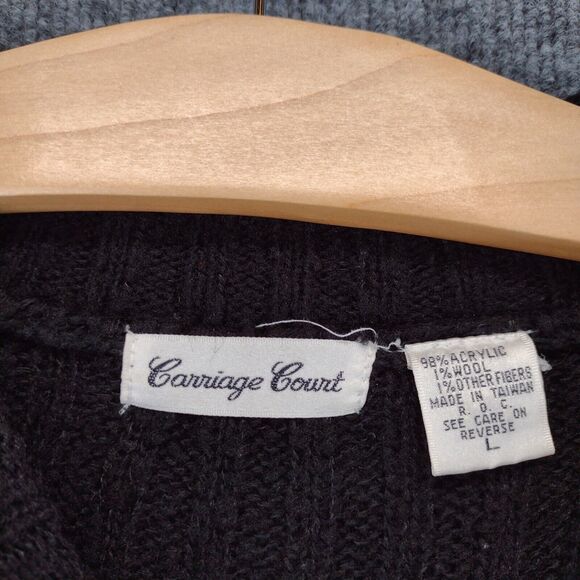 Carriage Court
98% ACRYLIC
1% WOOL
1% OTHER FIBERS
MADE IN TAIWAN
R. O. C.
SEE CARE ON
REVERSE
L